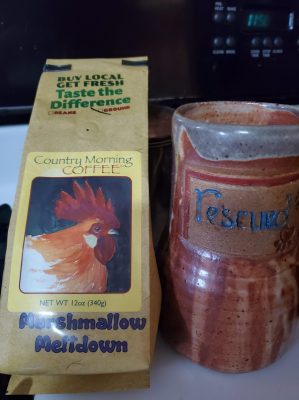 BUY LOCAL
GET FRESH
Taste the
Difference
BEANS GROUND
Country Morning
COFFEE
NET WT 12oz (340g)
Marshmallow
Meltdown
rescued